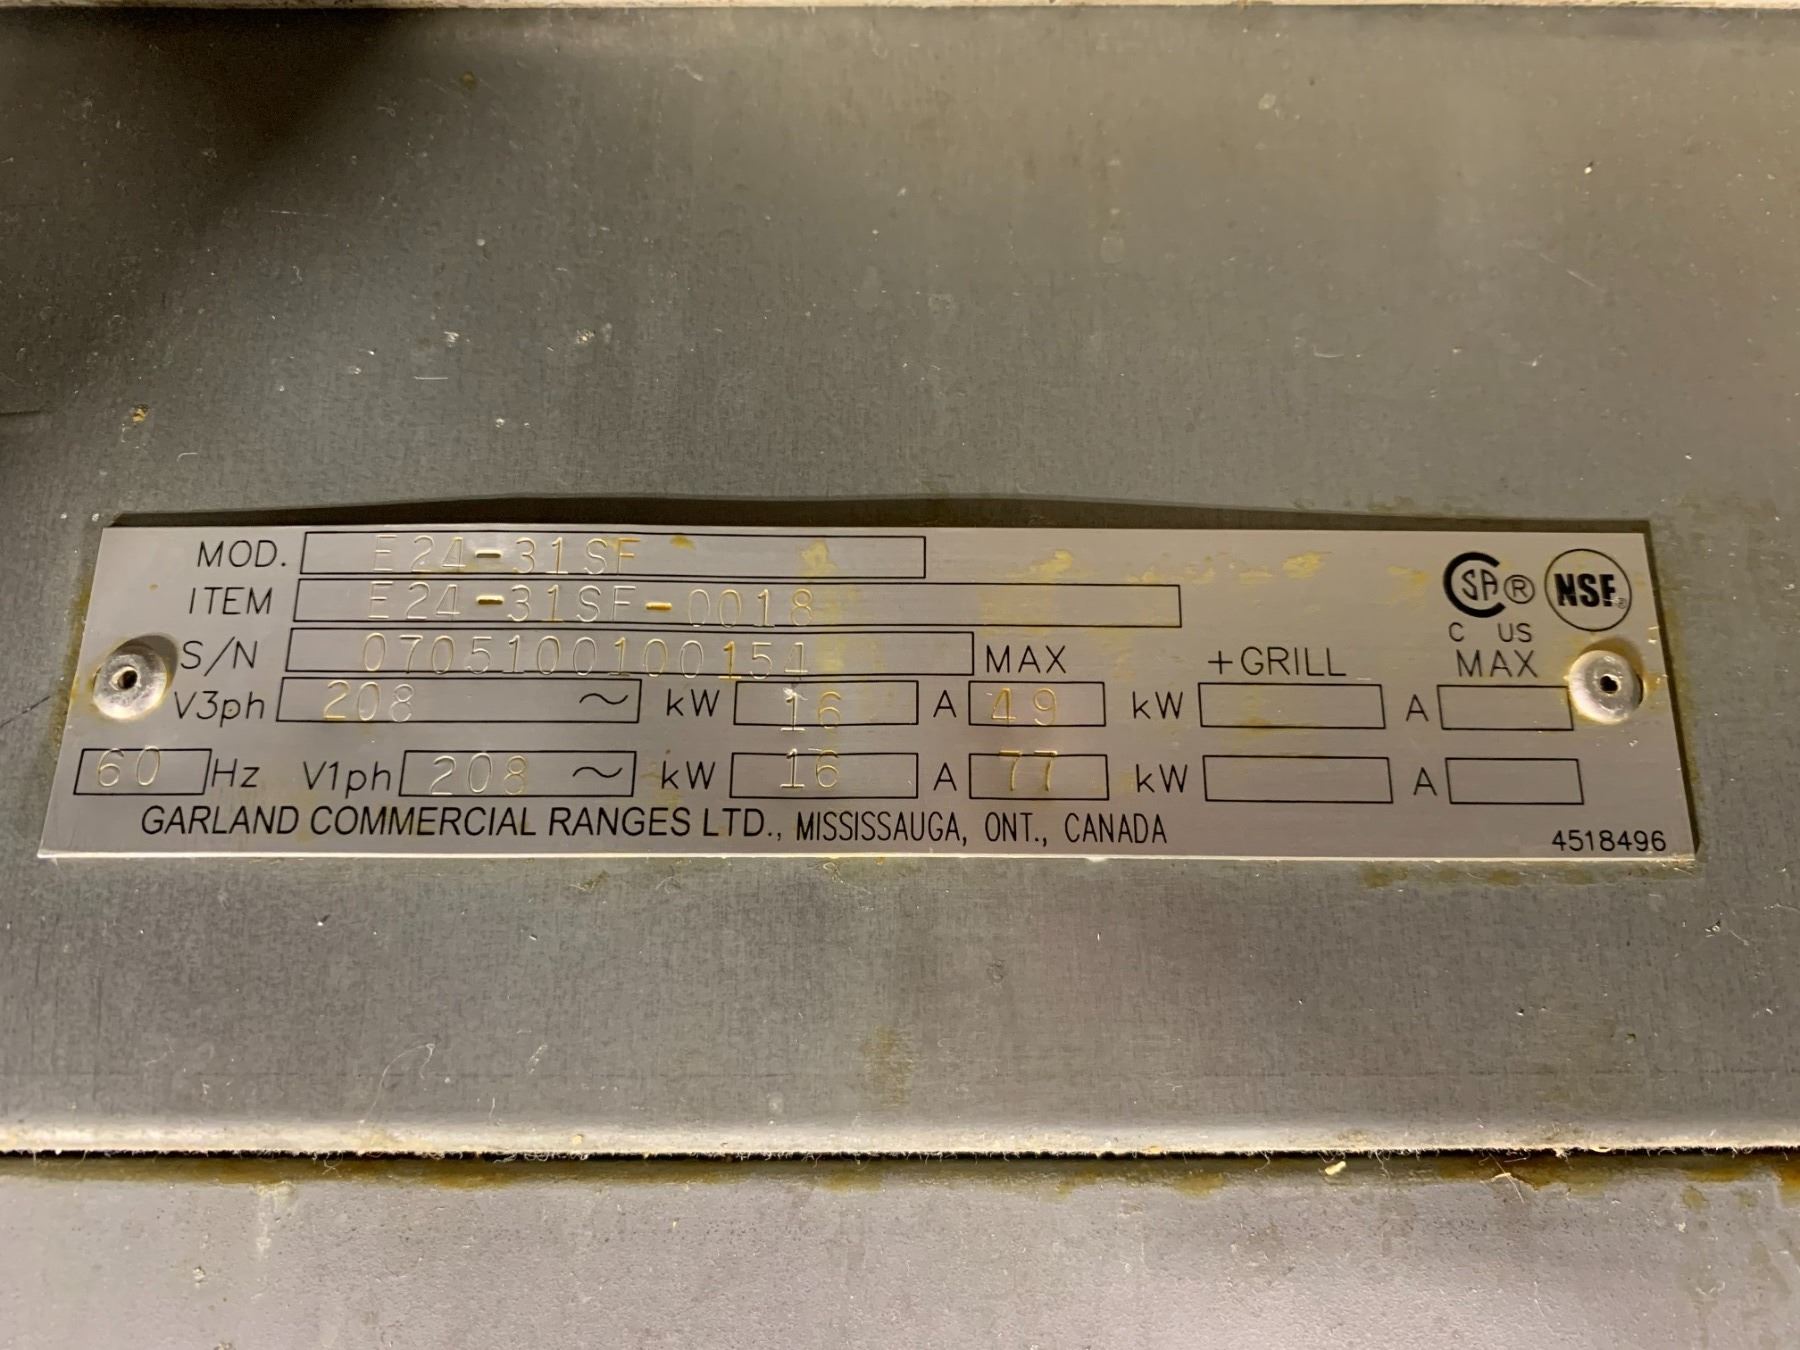 MOD. E24-31SF
ITEM E24-31SF-0018
CSA® NSF®
C US
S/N 0705100100154 MAX +GRILL MAX
V3ph 208 ~ kW 16 A 49 kW A
60 Hz V1ph 208 ~ kW 16 A 77 kW A
GARLAND COMMERCIAL RANGES LTD., MISSISSAUGA, ONT., CANADA
4518496